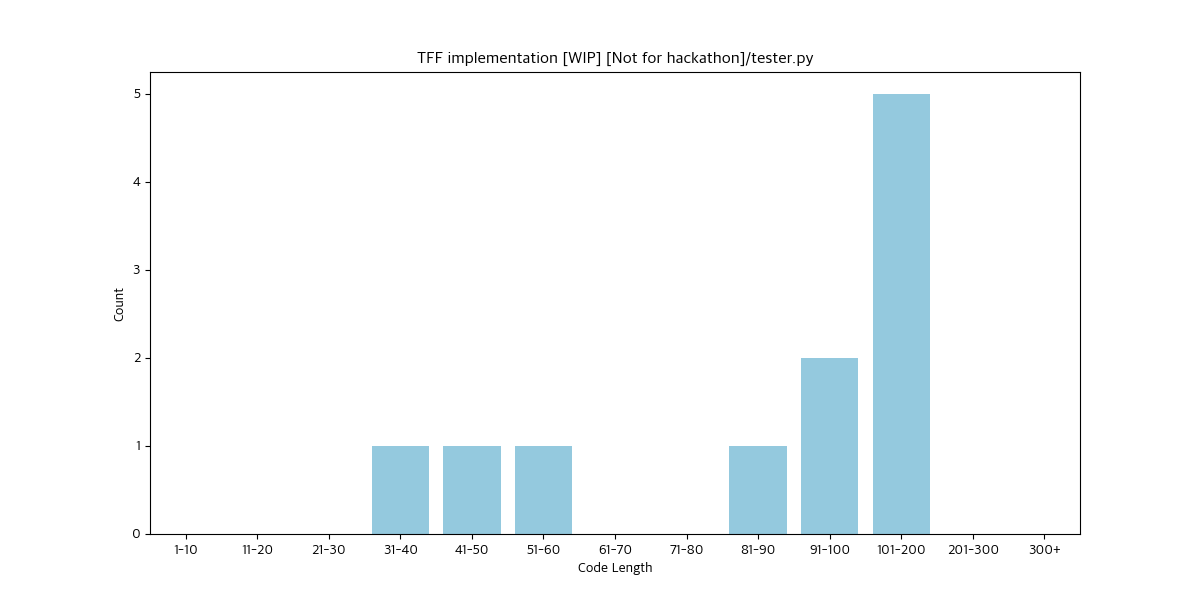 TFF implementation [WIP] [Not for hackathon]/tester.py
Count
5
4
3
2
1
0
1-10 11-20 21-30 31-40 41-50 51-60 61-70 71-80 81-90 91-100 101-200 201-300 300+
Code Length